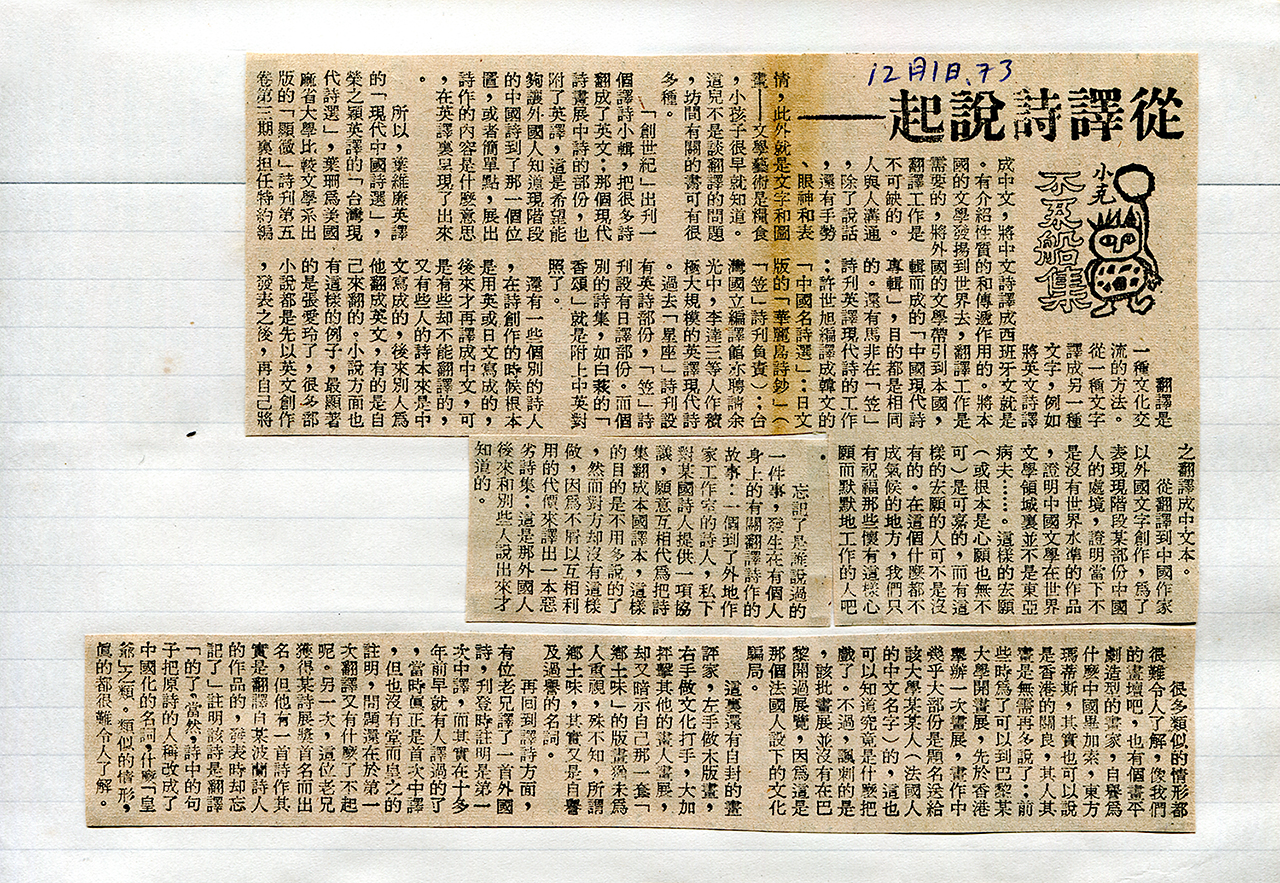 12月1日.73
從譯詩說起——
小克
不系船集
翻譯是
一種文化交
流的方法。
從一種文字
譯成另一種
文字,例如
將英文詩譯
成中文,將中文詩譯成西班牙文就是
。有介紹性質的和傳遞作用的。將本
國的文學發揚到世界去,翻譯工作是
需要的,將外國的文學帶引到本國,
翻譯工作是
不可缺的。
人與人溝通
,除了說話
,還有手勢
、眼神和表
情,此外就是文字和圖
畫——文學藝術是糧食
,小孩子很早就知道。
這兒不是談翻譯的問題
,坊間有關的書可有很
多種。
「創世紀」出刊一
個譯詩小輯,把很多詩
翻成了英文;那個現代
詩畫展中詩的部份,也
附了英譯,這是希望能
夠讓外國人知道現階段
的中國詩到了那一個位
置,或者簡單點,展出
詩作的內容是什麼意思
,在英譯裏呈現了出來
。
所以,葉維廉英譯
的「現代中國詩選」,
榮之穎英譯的「台灣現
代詩選」,葉珊為美國
麻省大學比較文學系出
版的「顯微」詩刊第五
卷第三期裏担任特約編
輯而成的「中國現代詩
專輯」,目的都是相同
的。還有馬非在「笠」
詩刊英譯現代詩的工作
;許世旭編譯成韓文的
「中國名詩選」;日文
版的「華麗島詩鈔」(
「笠」詩刊負責);台
灣國立編譯館亦聘請余
光中,李達三等人作積
極大規模的英譯現代詩
。過去「星座」詩刊設
有英詩部份,「笠」詩
刊設有日譯部份。而個
別的詩集,如白萩的「
香頌」就是附上中英對
照了。
還有一些個別的詩人
,在詩創作的時候根本
是用英或日文寫成的,
後來才再譯成中文,可
是有些却不能翻譯的,
又有些人的詩本來是中
文寫成的,後來別人為
他翻成英文,有的是自
己來翻的。小說方面也
有這樣的例子,最顯著
的是張愛玲了,很多部
小說都是先以英文創作
,發表之後,再自己將
之翻譯成中文本。
從翻譯到中國作家
以外國文字創作,為了
表現現階段某部份中國
人的處境,證明當下不
是沒有世界水準的作品
,證明中國文學在世界
文學領域裏並不是東亞
病夫……。這樣的宏願
(或根本是心願也無不
可)是可嘉的,而有這
樣的宏願的人可不是沒
有的。在這個什麼都不
成氣候的地方,我們只
有祝福那些懷有這樣心
願而默默地工作的人吧
。
忘記了是誰說過的
一件事,發生在有個人
身上的有關翻譯詩作的
故事:一個到了外地作
家工作室的詩人,私下
對某國詩人提供一項協
議,願意互相代為把詩
集翻成本國譯本,這樣
的目的是不用多說的了
,然而對方却沒有這樣
做,因為不屑以互相利
用的代價來譯出一本惡
劣詩集;這是那外國人
後來和別些人說出來才
知道的。
很多類似的情形都
很難令人了解,像我們
的畫壇吧,也有個畫平
劇造型的畫家,自譽為
什麼中國畢加索,東方
瑪蒂斯,其實也可以說
是香港的關良,其人其
畫是無需再多說了;前
些時為了可以到巴黎某
大學開畫展,先於香港
舉辦一次畫展,畫作中
幾乎大部份是題名送給
該大學某某人(法國人
的中文名字)的,這也
可以知道究竟是什麼把
戲了。不過,諷刺的是
,該批畫展並沒有在巴
黎開過展覽,因為這是
那個法國人設下的文化
騙局。
這裏還有自封的畫
評家,左手做木版畫,
右手做文化打手,大加
抨擊其他的畫人畫展,
却又暗示自己那一套「
鄉土味」的版畫獨未為
人重視,殊不知,所謂
鄉土味,其實又是自譽
及過譽的名詞。
再回到譯詩方面,
有位老兄譯了一首外國
詩,刊登時註明是第一
次中譯,而其實在十多
年前早就有人譯過的了
,當時眞正是首次中譯
,但也沒有堂而皇之的
註明,問題還在於第一
次翻譯又有什麼了不起
呢。另一次,這位老兄
獲得某詩展獎首名而出
名,但他有一首詩作其
實是翻譯自某波蘭詩人
的作品的,發表時却忘
記了」註明該詩是翻譯
「的了。當然,詩中的句
子把原詩的人稱改成了
中國化的名詞,什麼「皇
爺」之類。類似的情形,
眞的都很難令人了解。